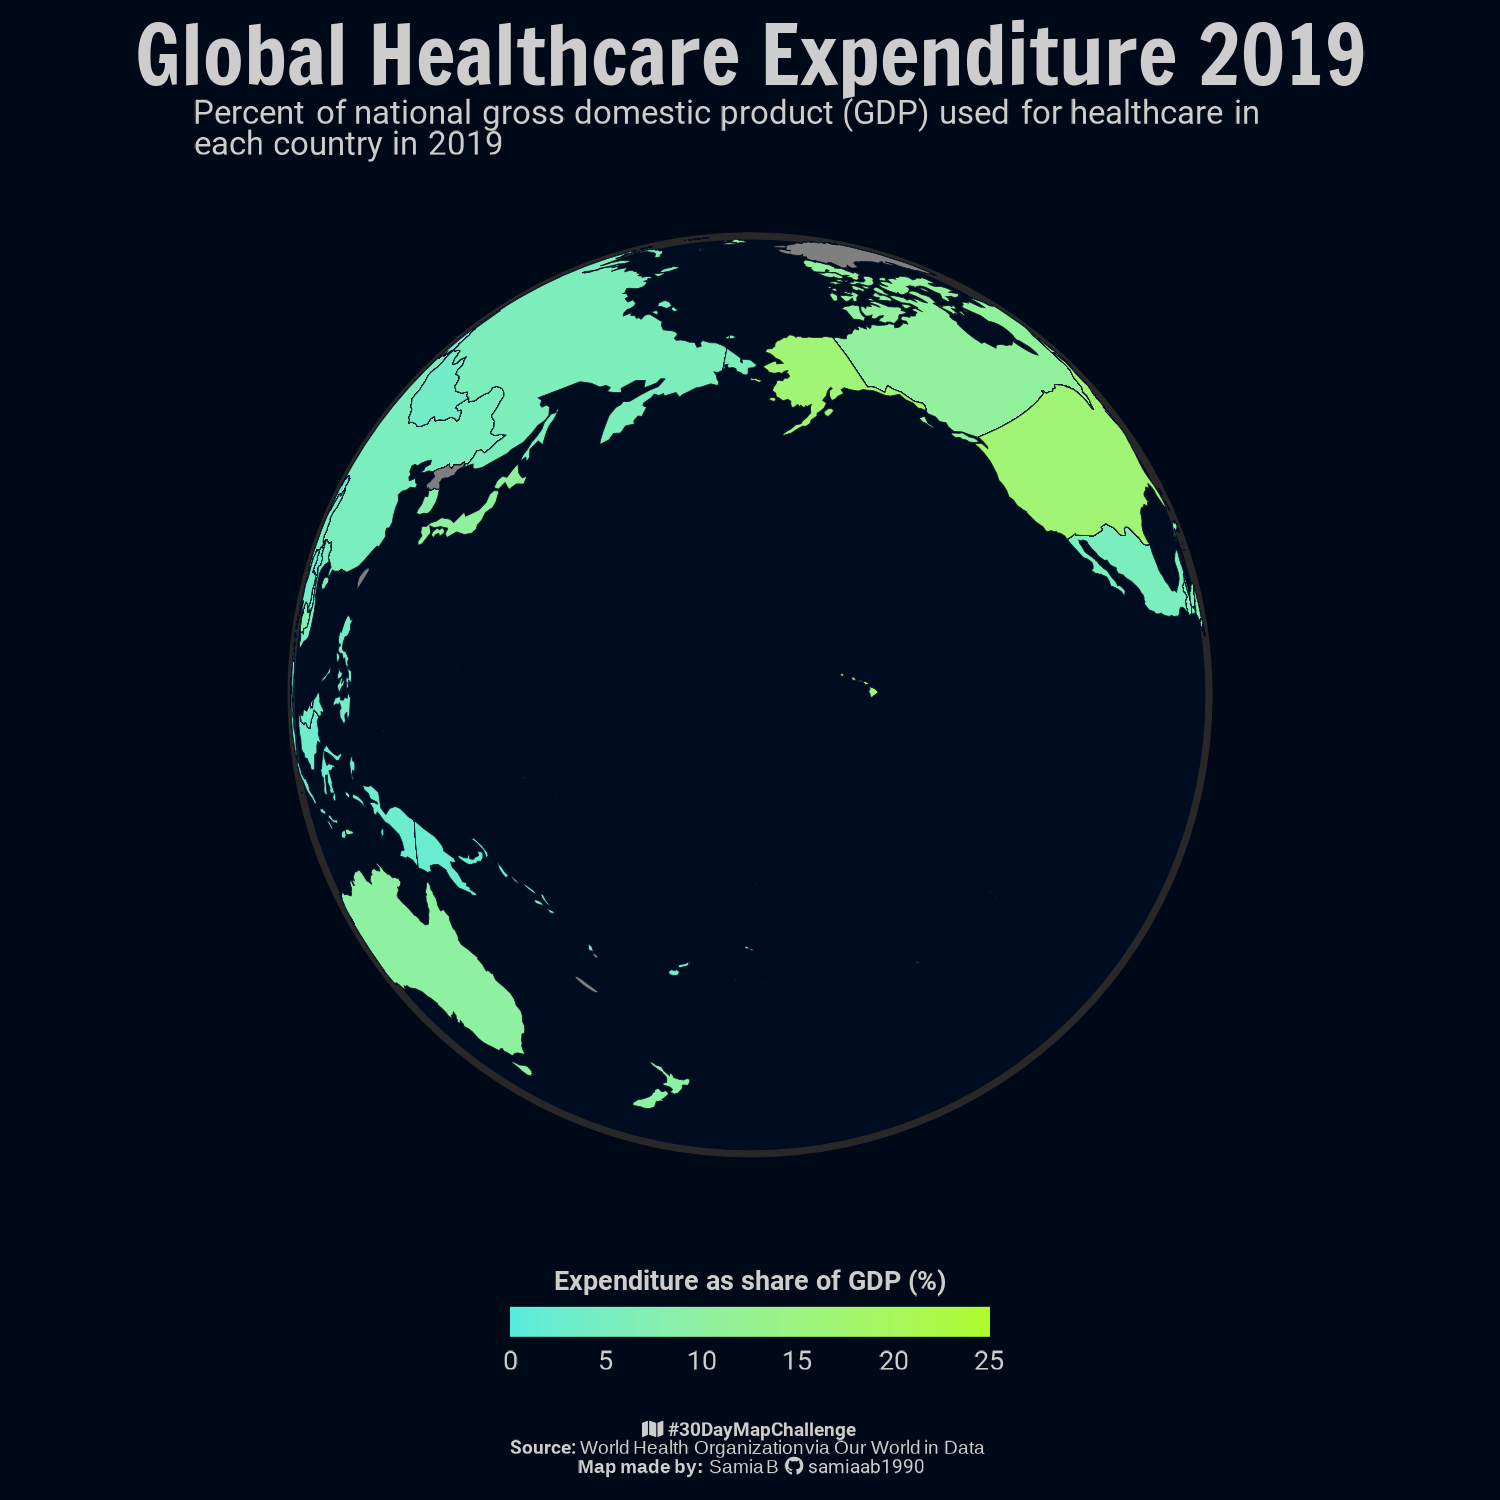 Global Healthcare Expenditure 2019
Percent of national gross domestic product (GDP) used for healthcare in
each country in 2019
Expenditure as share of GDP (%)
0 5 10 15 20 25
#30DayMapChallenge
Source: World Health Organization via Our World in Data
Map made by: Samia B samiaab1990